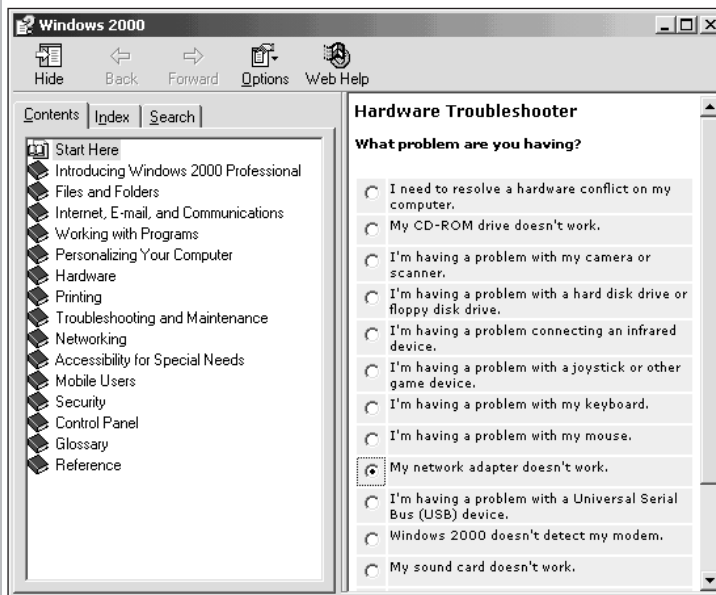 Windows 2000
Hide
Back
Forward
Options
Web Help
Contents
Index
Search
Start Here
Introducing Windows 2000 Professional
Files and Folders
Internet, E-mail, and Communications
Working with Programs
Personalizing Your Computer
Hardware
Printing
Troubleshooting and Maintenance
Networking
Accessibility for Special Needs
Mobile Users
Security
Control Panel
Glossary
Reference
Hardware Troubleshooter
What problem are you having?
I need to resolve a hardware conflict on my
computer.
My CD-ROM drive doesn't work.
I'm having a problem with my camera or
scanner.
I'm having a problem with a hard disk drive or
floppy disk drive.
I'm having a problem connecting an infrared
device.
I'm having a problem with a joystick or other
game device.
I'm having a problem with my keyboard.
I'm having a problem with my mouse.
My network adapter doesn't work.
I'm having a problem with a Universal Serial
Bus (USB) device.
Windows 2000 doesn't detect my modem.
My sound card doesn't work.